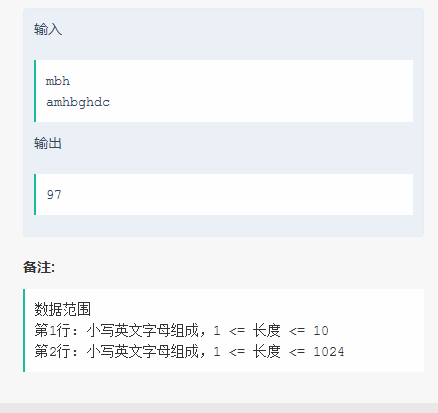 输入
mbh
amhbghdc
输出
97
备注:
数据范围
第1行：小写英文字母组成，1 <= 长度 <= 10
第2行：小写英文字母组成，1 <= 长度 <= 1024